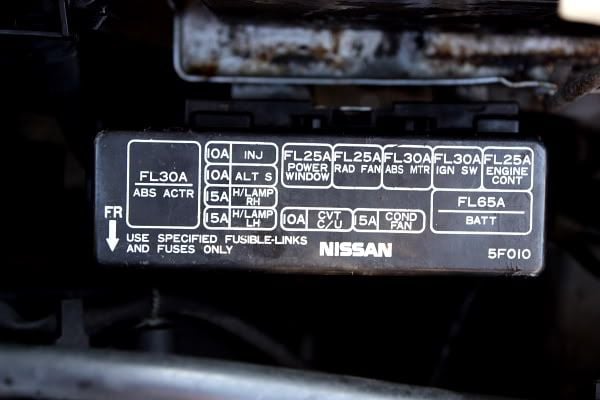 FL30A
ABS ACTR
10A INJ
10A ALT S
15A H/LAMP RH
15A H/LAMP LH
FL25A POWER WINDOW
FL25A RAD FAN
FL30A ABS MTR
FL30A IGN SW
FL25A ENGINE CONT
10A CVT C/U
15A COND FAN
FL65A
BATT
FR
USE SPECIFIED FUSIBLE-LINKS
AND FUSES ONLY
NISSAN
5F010